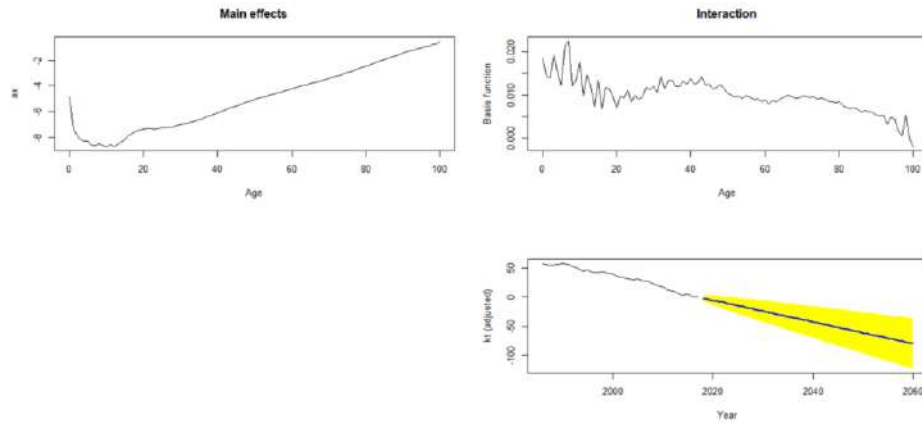 Main effects
ax
-2
-4
-6
-8
0 20 40 60 80 100
Age
Interaction
Basis function
0.020
0.010
0.000
0 20 40 60 80 100
Age
kt (adjusted)
50
0
-50
-100
2000 2020 2040 2060
Year